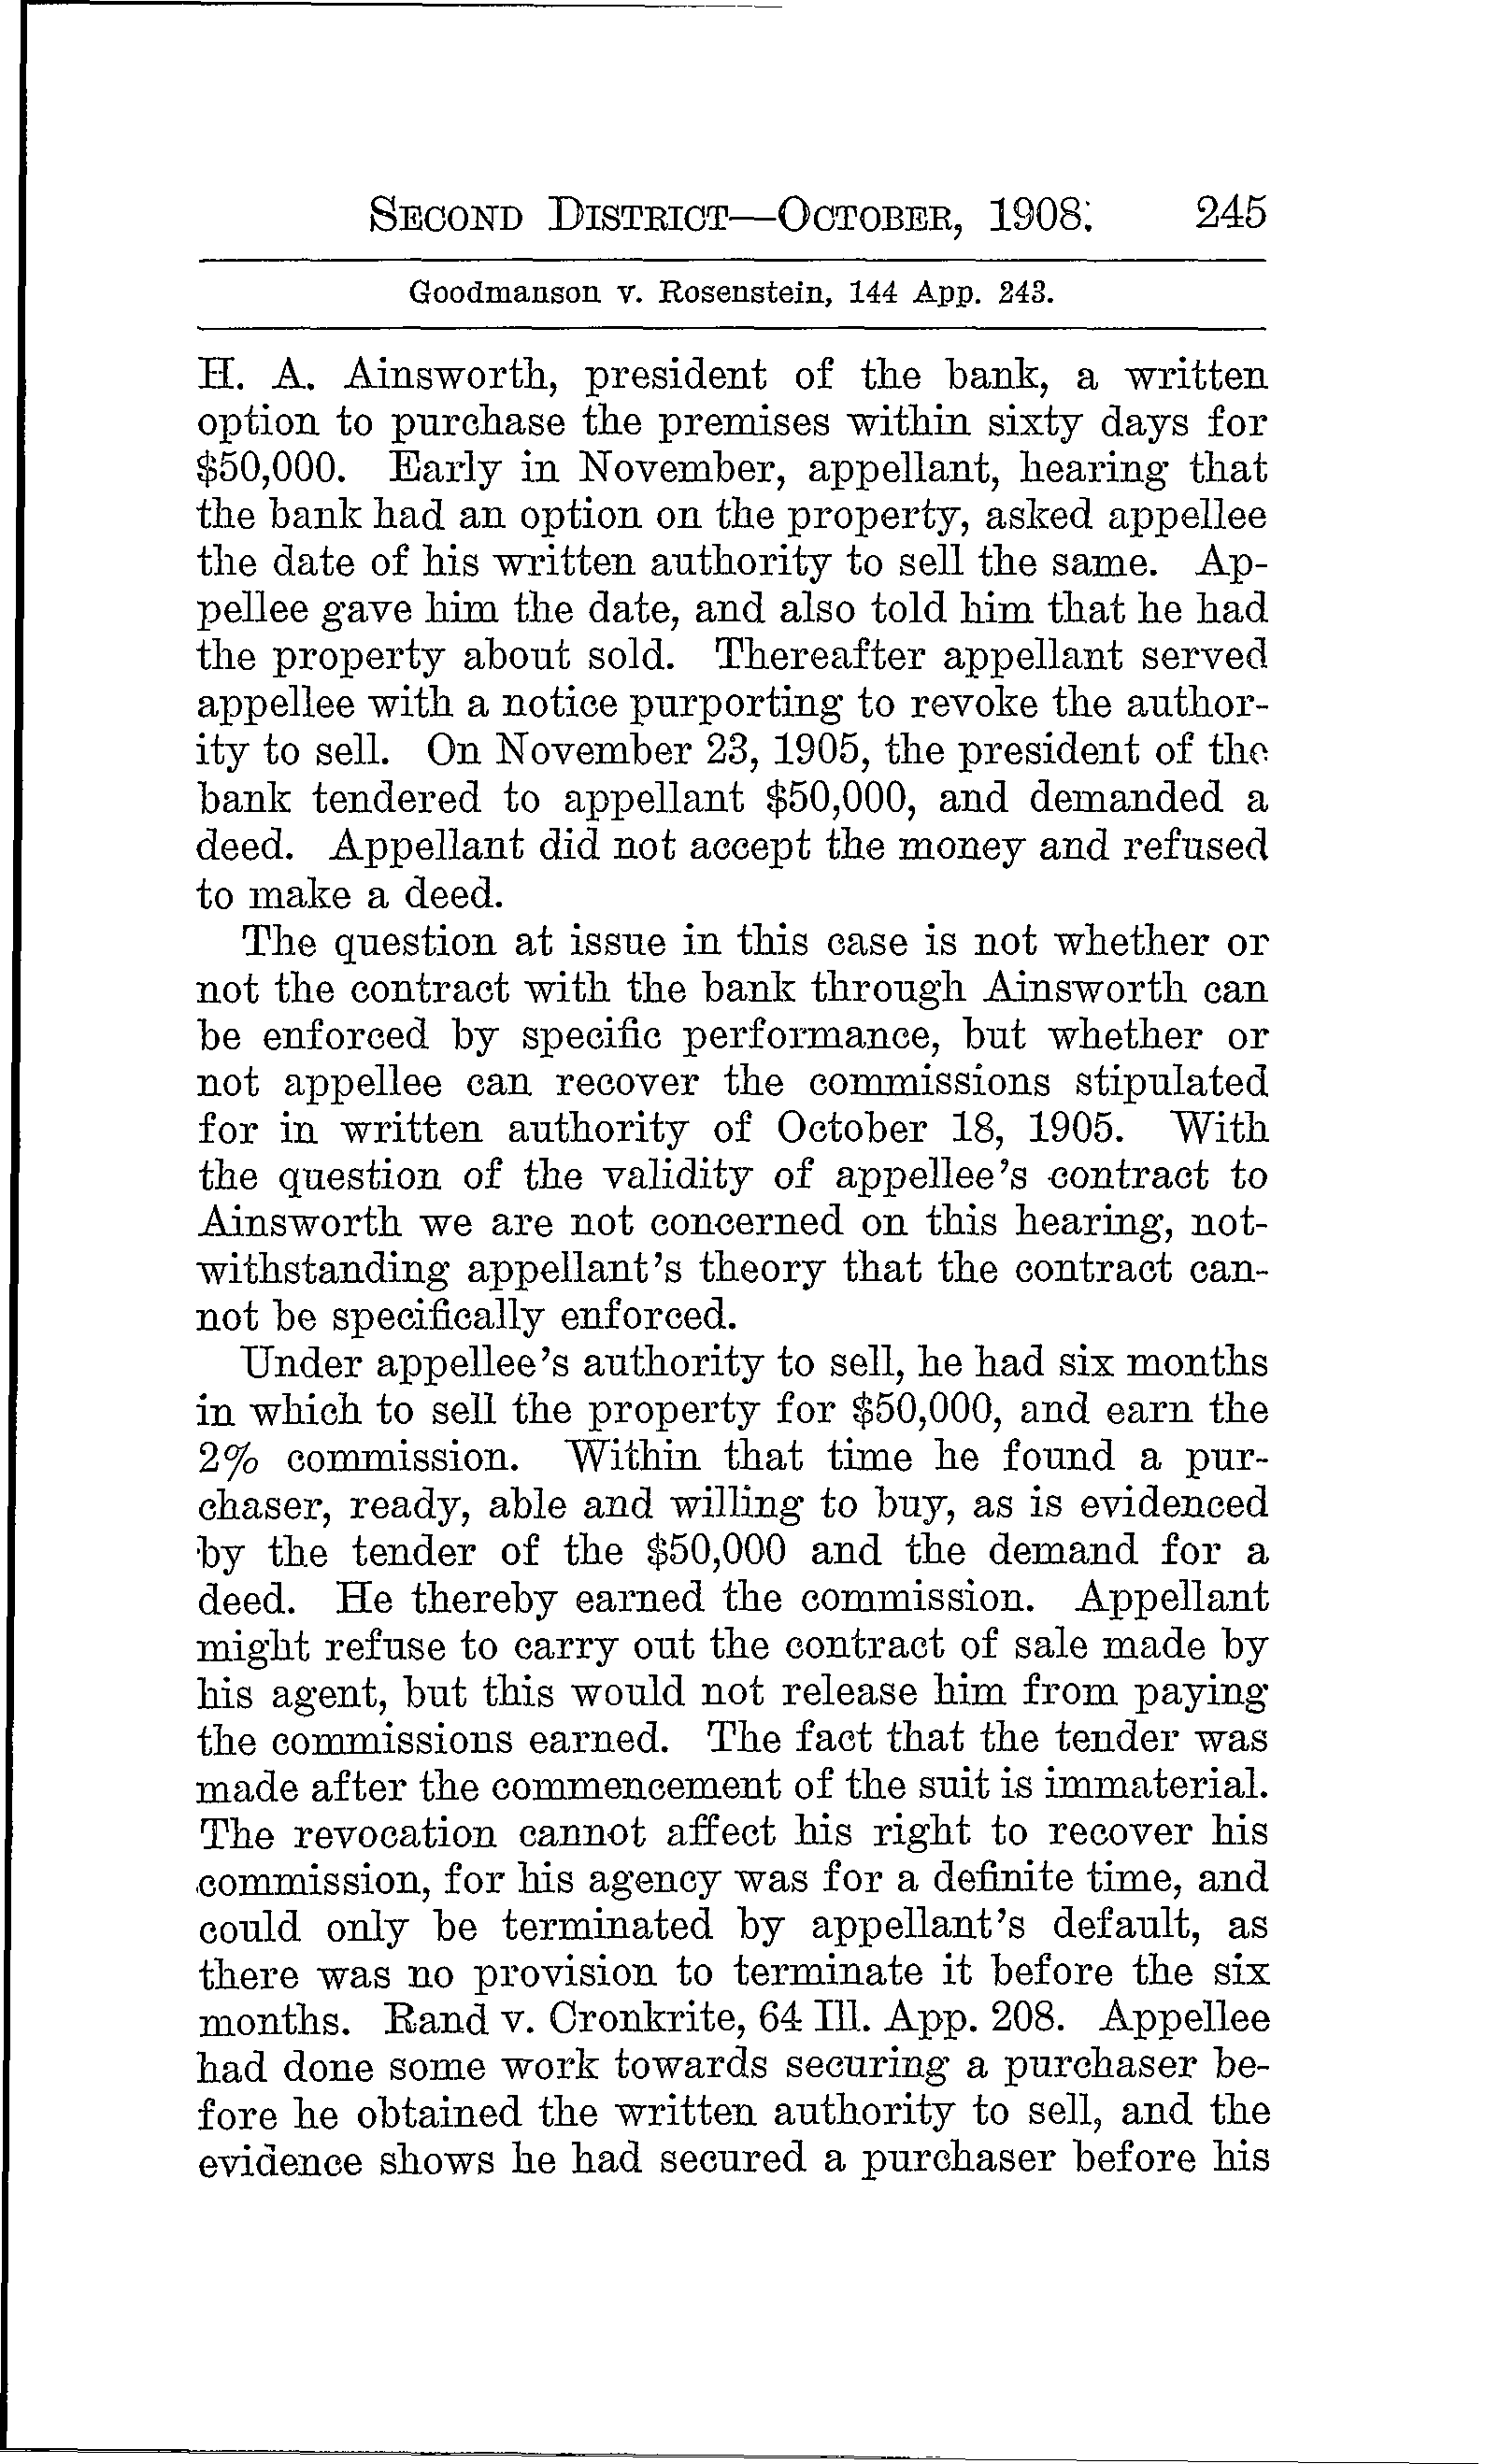 SECOND DISTRICT—OCTOBER, 1908. 245
Goodmanson v. Rosenstein, 144 App. 243.
H. A. Ainsworth, president of the bank, a written
option to purchase the premises within sixty days for
$50,000. Early in November, appellant, hearing that
the bank had an option on the property, asked appellee
the date of his written authority to sell the same. Ap-
pellee gave him the date, and also told him that he had
the property about sold. Thereafter appellant served
appellee with a notice purporting to revoke the author-
ity to sell. On November 23, 1905, the president of the
bank tendered to appellant $50,000, and demanded a
deed. Appellant did not accept the money and refused
to make a deed.
The question at issue in this case is not whether or
not the contract with the bank through Ainsworth can
be enforced by specific performance, but whether or
not appellee can recover the commissions stipulated
for in written authority of October 18, 1905. With
the question of the validity of appellee's contract to
Ainsworth we are not concerned on this hearing, not-
withstanding appellant's theory that the contract can-
not be specifically enforced.
Under appellee's authority to sell, he had six months
in which to sell the property for $50,000, and earn the
2% commission. Within that time he found a pur-
chaser, ready, able and willing to buy, as is evidenced
by the tender of the $50,000 and the demand for a
deed. He thereby earned the commission. Appellant
might refuse to carry out the contract of sale made by
his agent, but this would not release him from paying
the commissions earned. The fact that the tender was
made after the commencement of the suit is immaterial.
The revocation cannot affect his right to recover his
commission, for his agency was for a definite time, and
could only be terminated by appellant's default, as
there was no provision to terminate it before the six
months. Rand v. Cronkrite, 64 Ill. App. 208. Appellee
had done some work towards securing a purchaser be-
fore he obtained the written authority to sell, and the
evidence shows he had secured a purchaser before his